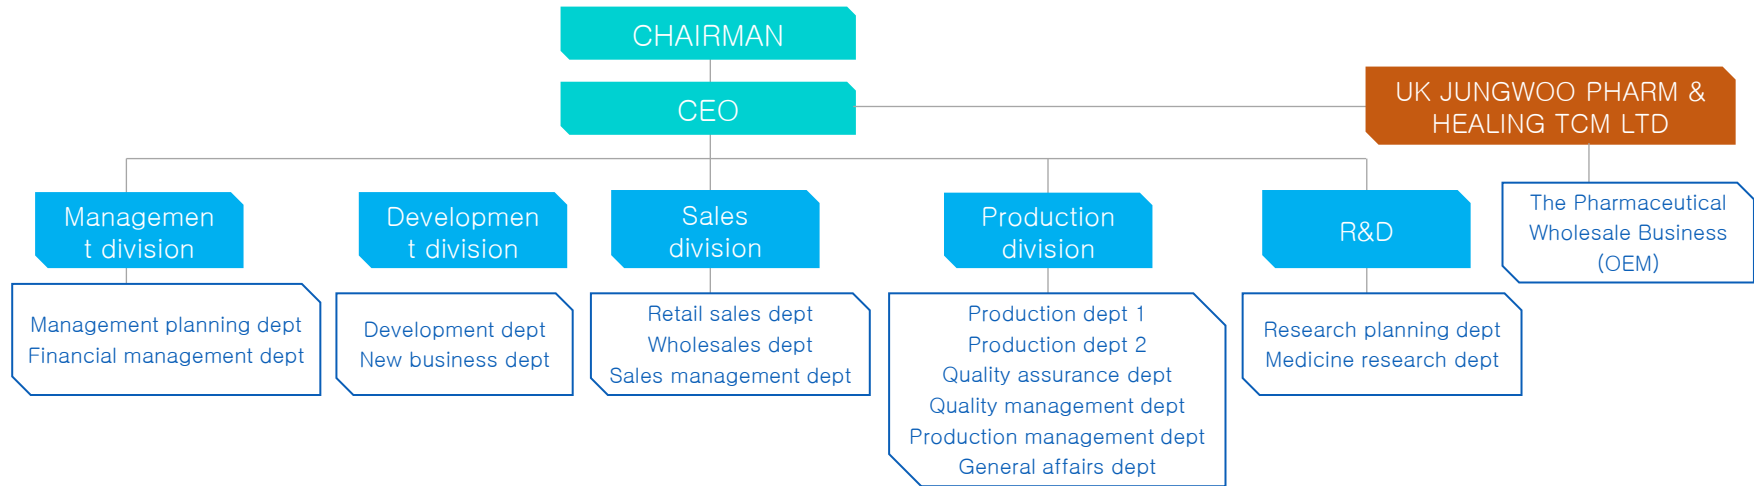 CHAIRMAN
CEO
UK JUNGWOO PHARM &
HEALING TCM LTD
Managemen
t division
Developmen
t division
Sales
division
Production
division
R&D
The Pharmaceutical
Wholesale Business
(OEM)
Management planning dept
Financial management dept
Development dept
New business dept
Retail sales dept
Wholesales dept
Sales management dept
Production dept 1
Production dept 2
Quality assurance dept
Quality management dept
Production management dept
General affairs dept
Research planning dept
Medicine research dept